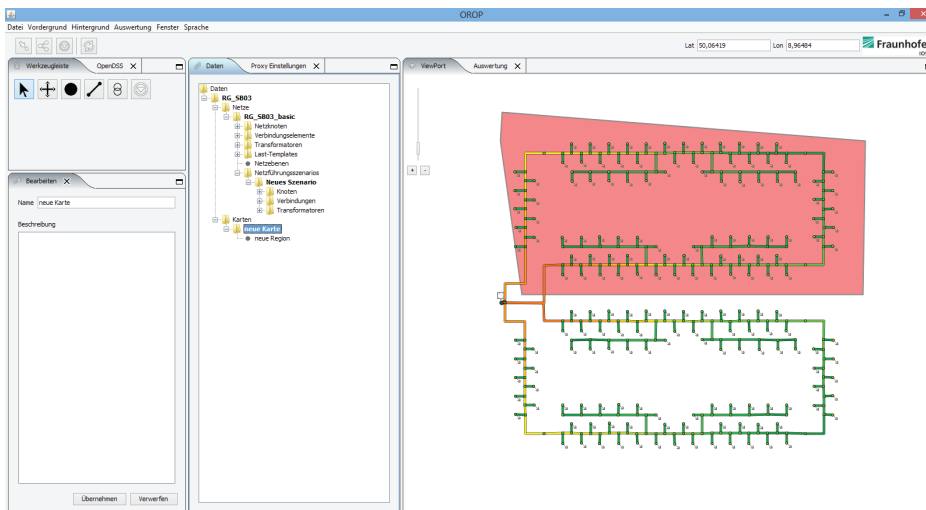 OROP
Datei Vordergrund Hintergrund Auswertung Fenster Sprache
Lat 50,06419 Lon 8,96484 Fraunhofe
Werkzeugleiste OpenDSS X
Daten Proxy Einstellungen X
ViewPort Auswertung X
Daten
RG_SB03
Netze
RG_SB03_basic
Netzknoten
Verbindungselemente
Transformatoren
Last-Templates
Netzebenen
Netzführungsszenarios
Neues Szenario
Knoten
Verbindungen
Transformatoren
Karten
neue Karte
neue Region
Bearbeiten X
Name neue Karte
Beschreibung
Übernehmen Verwerfen
+ -